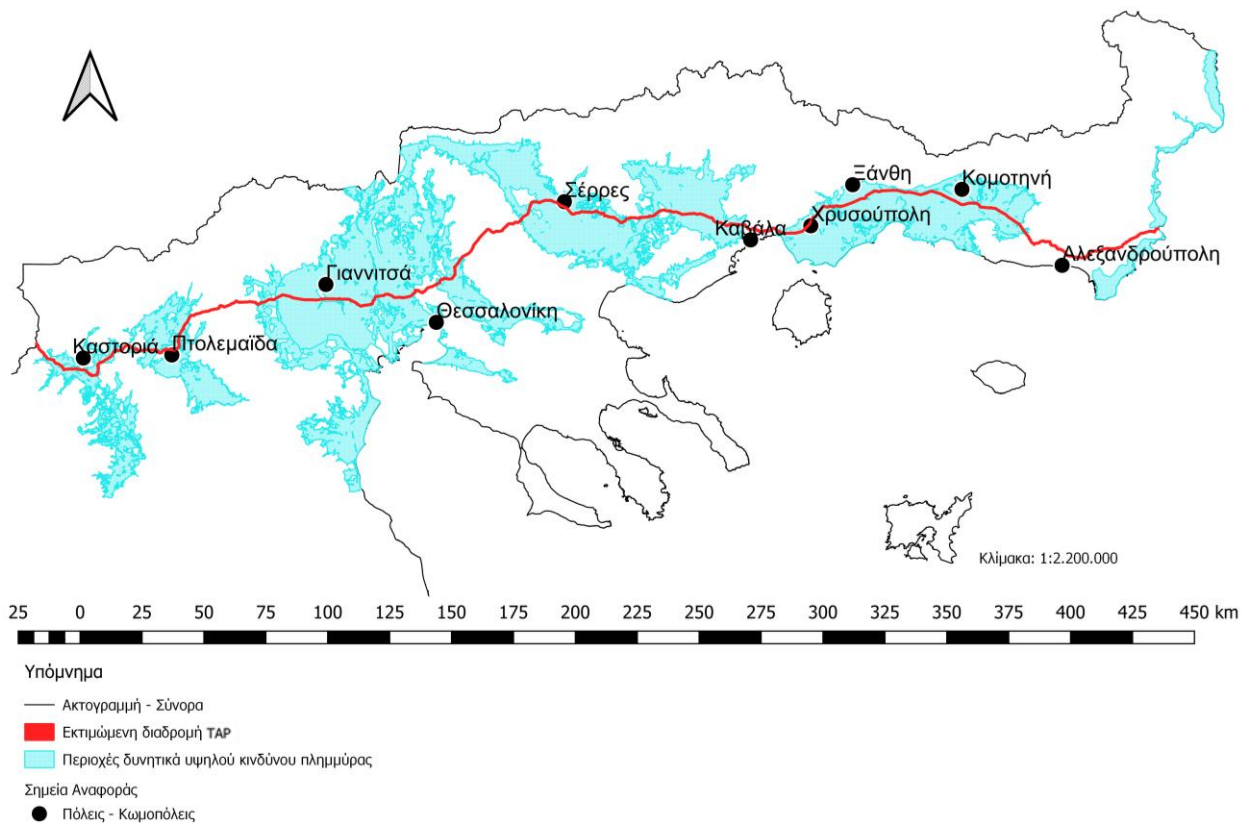 Ξάνθη
Κομοτηνή
Σέρρες
Χρυσούπολη
Καβάλα
Αλεξανδρούπολη
Γιαννιτσά
Θεσσαλονίκη
Καστοριά
Πτολεμαΐδα
Κλίμακα: 1:2.200.000
25 0 25 50 75 100 125 150 175 200 225 250 275 300 325 350 375 400 425 450 km
Υπόμνημα
Ακτογραμμή - Σύνορα
Εκτιμώμενη διαδρομή TAP
Περιοχές δυνητικά υψηλού κινδύνου πλημμύρας
Σημεία Αναφοράς
Πόλεις - Κωμοπόλεις